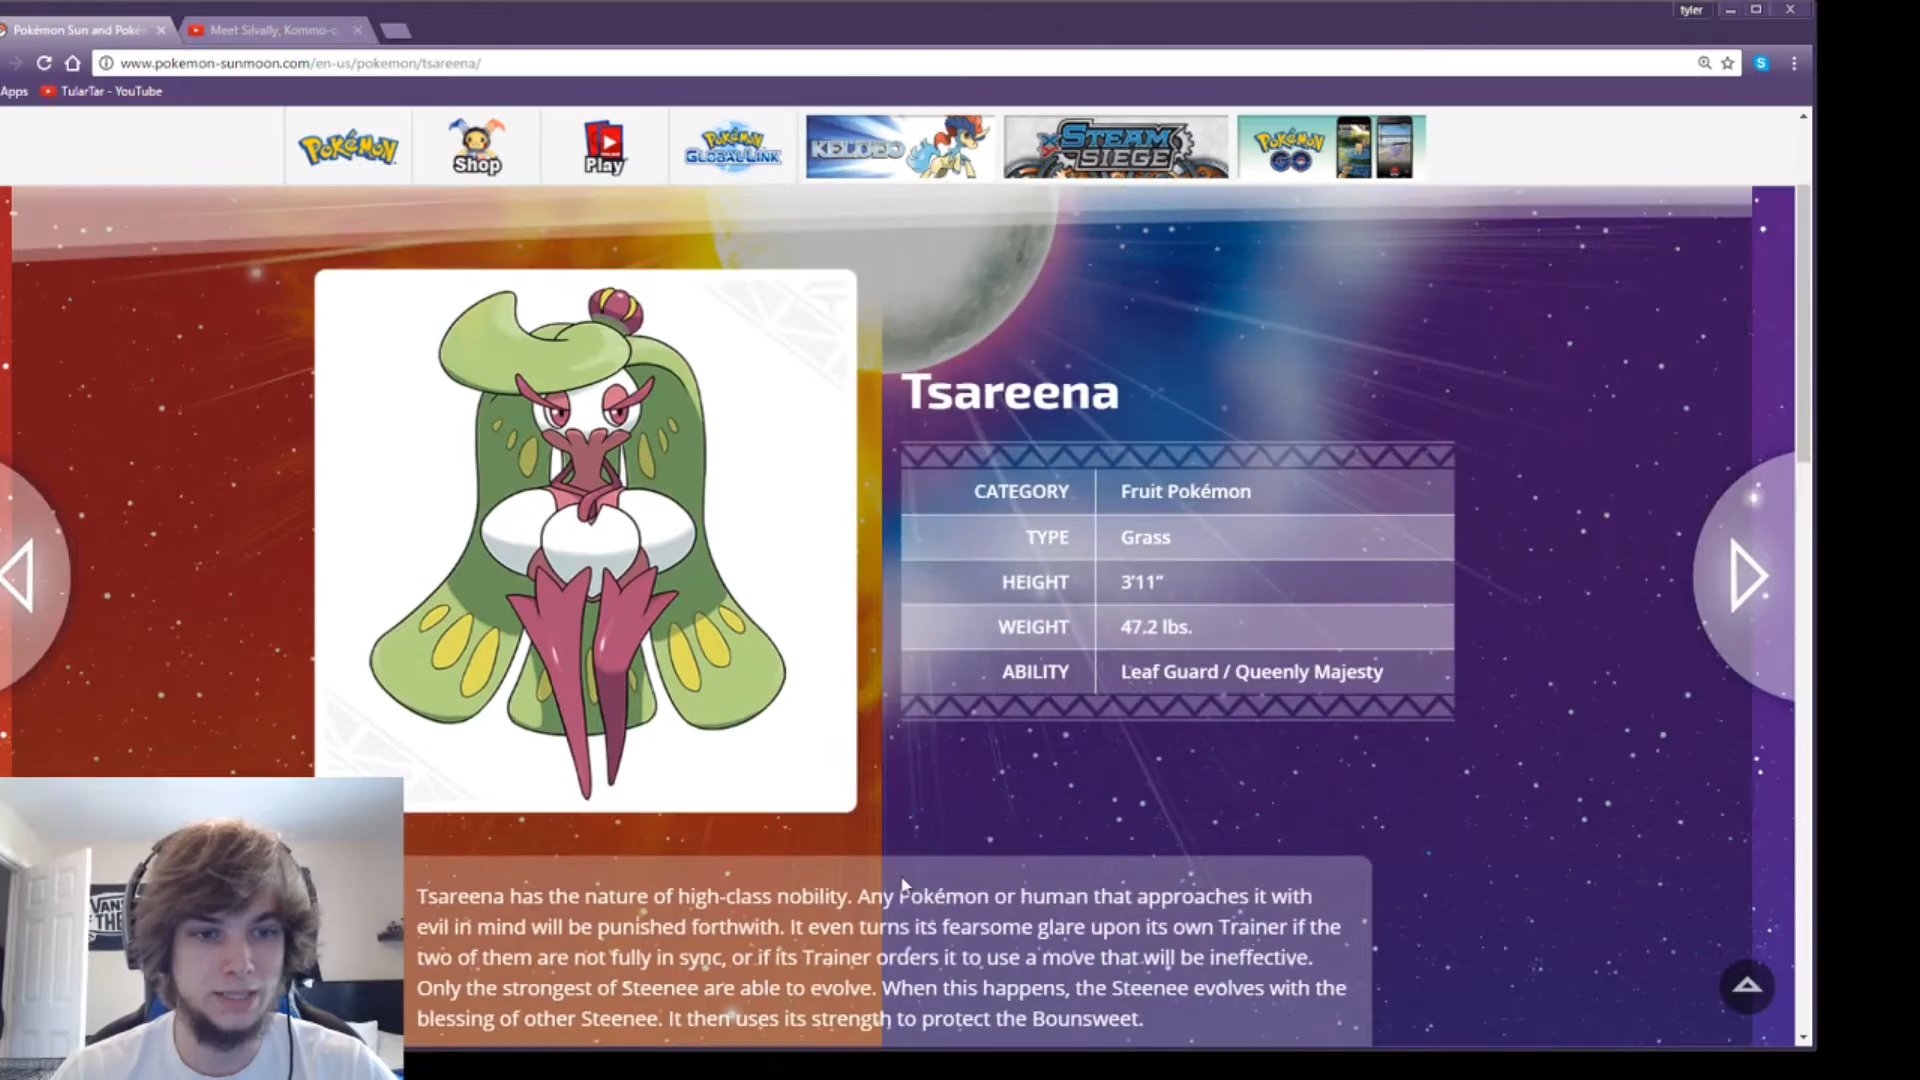 tyler
Pokémon Sun and Poké
Meet Silvally, Kommo-o
www.pokemon-sunmoon.com/en-us/pokemon/tsareena/
S
Apps
TularTar - YouTube
Pokémon
Shop
Play
Pokémon
Global Link
KELDEO
STEAM
SIEGE
Pokémon
GO
Tsareena
CATEGORY Fruit Pokémon
TYPE Grass
HEIGHT 3'11"
WEIGHT 47.2 lbs.
ABILITY Leaf Guard / Queenly Majesty
Tsareena has the nature of high-class nobility. Any Pokémon or human that approaches it with
evil in mind will be punished forthwith. It even turns its fearsome glare upon its own Trainer if the
two of them are not fully in sync, or if its Trainer orders it to use a move that will be ineffective.
Only the strongest of Steenee are able to evolve. When this happens, the Steenee evolves with the
blessing of other Steenee. It then uses its strength to protect the Bounsweet.
VANS
THE